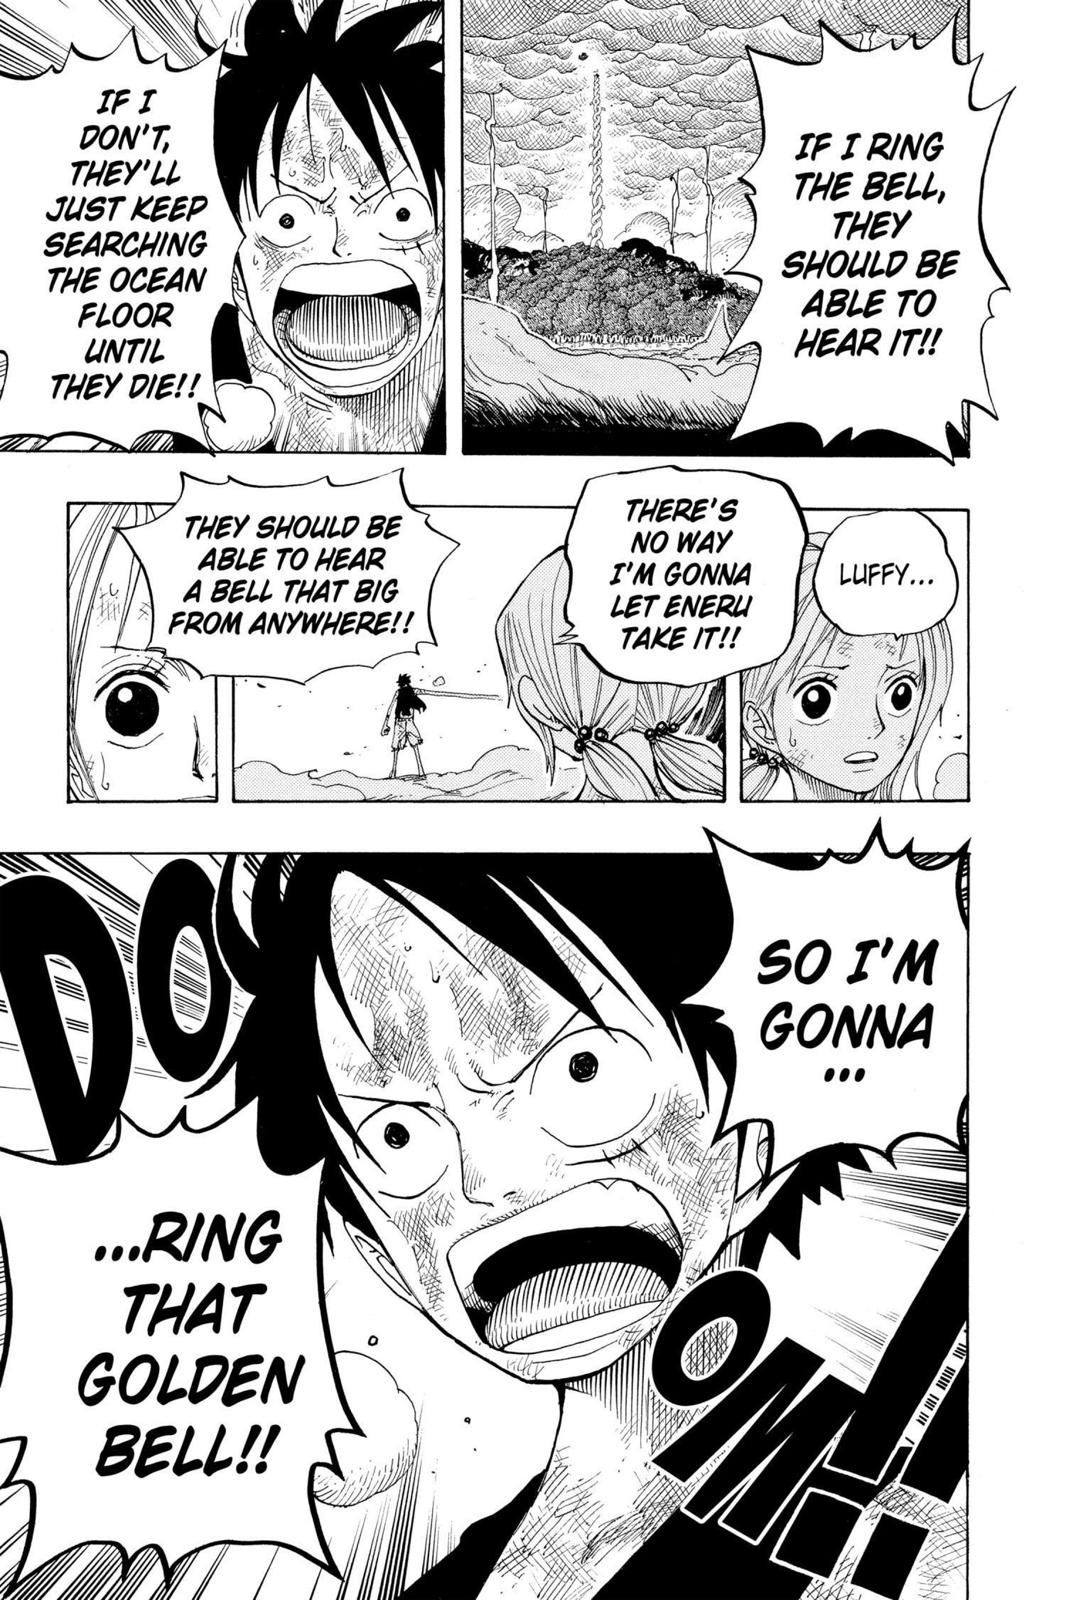 IF I RING
THE BELL,
THEY
SHOULD BE
ABLE TO
HEAR IT!!
IF I
DON'T,
THEY'LL
JUST KEEP
SEARCHING
THE OCEAN
FLOOR
UNTIL
THEY DIE!!
LUFFY...
THERE'S
NO WAY
I'M GONNA
LET ENERU
TAKE IT!!
THEY SHOULD BE
ABLE TO HEAR
A BELL THAT BIG
FROM ANYWHERE!!
SO I'M
GONNA
...
...RING
THAT
GOLDEN
BELL!!
DOOM!!